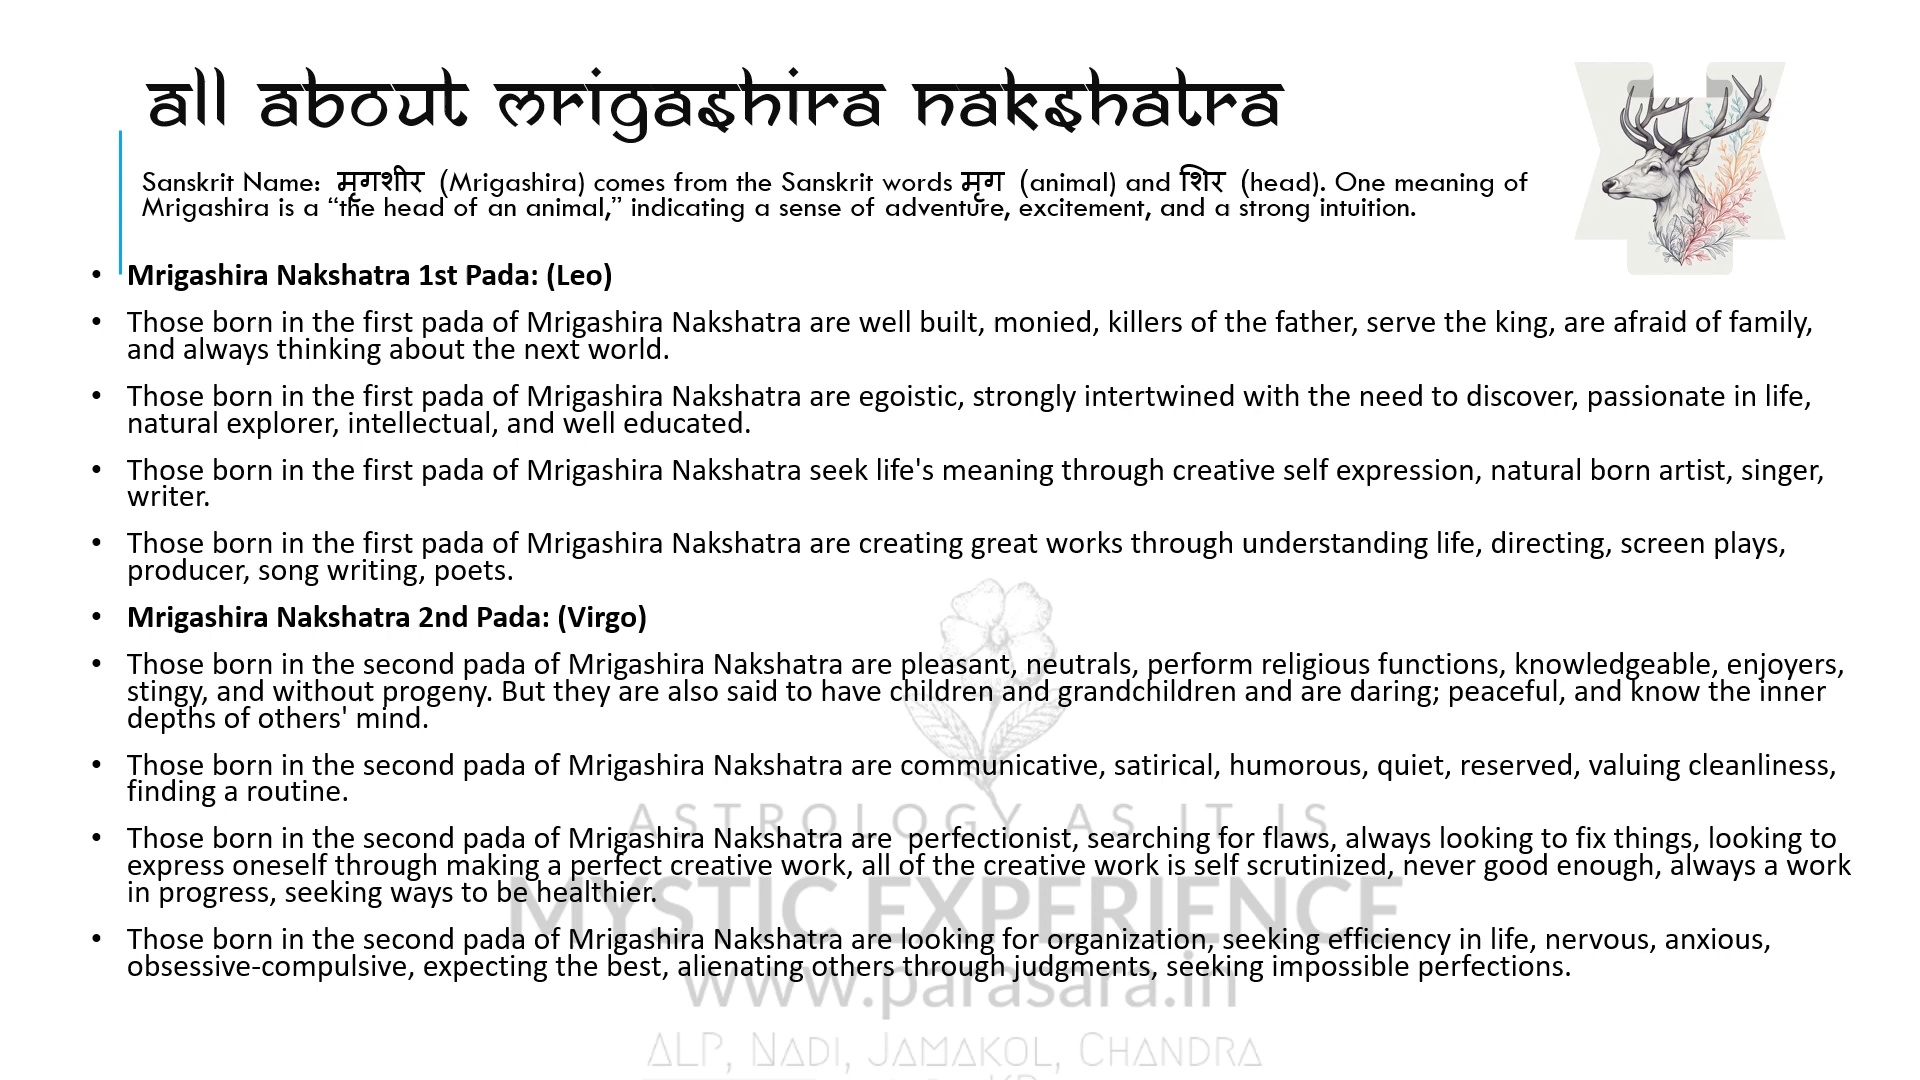 all about mrigashira nakshatra
Sanskrit Name: मृगशीर (Mrigashira) comes from the Sanskrit words मृग (animal) and शिर (head). One meaning of
Mrigashira is a “the head of an animal,” indicating a sense of adventure, excitement, and a strong intuition.
• Mrigashira Nakshatra 1st Pada: (Leo)
• Those born in the first pada of Mrigashira Nakshatra are well built, monied, killers of the father, serve the king, are afraid of family,
and always thinking about the next world.
• Those born in the first pada of Mrigashira Nakshatra are egoistic, strongly intertwined with the need to discover, passionate in life,
natural explorer, intellectual, and well educated.
• Those born in the first pada of Mrigashira Nakshatra seek life's meaning through creative self expression, natural born artist, singer,
writer.
• Those born in the first pada of Mrigashira Nakshatra are creating great works through understanding life, directing, screen plays,
producer, song writing, poets.
• Mrigashira Nakshatra 2nd Pada: (Virgo)
• Those born in the second pada of Mrigashira Nakshatra are pleasant, neutrals, perform religious functions, knowledgeable, enjoyers,
stingy, and without progeny. But they are also said to have children and grandchildren and are daring; peaceful, and know the inner
depths of others' mind.
• Those born in the second pada of Mrigashira Nakshatra are communicative, satirical, humorous, quiet, reserved, valuing cleanliness,
finding a routine.
• Those born in the second pada of Mrigashira Nakshatra are  perfectionist, searching for flaws, always looking to fix things, looking to
express oneself through making a perfect creative work, all of the creative work is self scrutinized, never good enough, always a work
in progress, seeking ways to be healthier.
• Those born in the second pada of Mrigashira Nakshatra are looking for organization, seeking efficiency in life, nervous, anxious,
obsessive-compulsive, expecting the best, alienating others through judgments, seeking impossible perfections.
ASTROLOGY AS IT IS
MYSTIC EXPERIENCE
www.parasara.in
ALP, NADI, JAMAKOL, CHANDRA